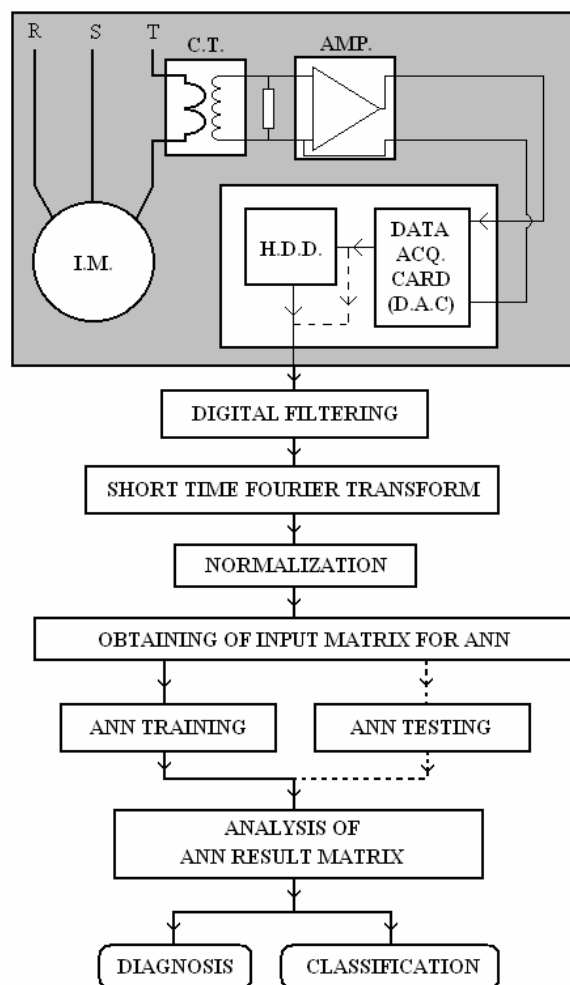 R S T
C.T.
AMP.
I.M.
H.D.D.
DATA
ACQ.
CARD
(D.A.C)
DIGITAL FILTERING
SHORT TIME FOURIER TRANSFORM
NORMALIZATION
OBTAINING OF INPUT MATRIX FOR ANN
ANN TRAINING
ANN TESTING
ANALYSIS OF
ANN RESULT MATRIX
DIAGNOSIS
CLASSIFICATION